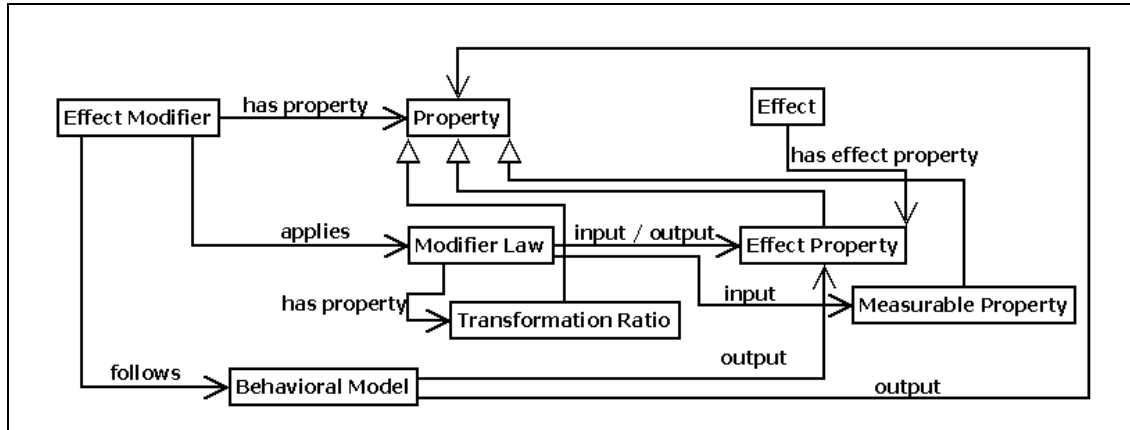 has property
Effect Modifier
Property
Effect
has effect property
applies
Modifier Law
input / output
Effect Property
has property
Transformation Ratio
input
Measurable Property
follows
Behavioral Model
output
output